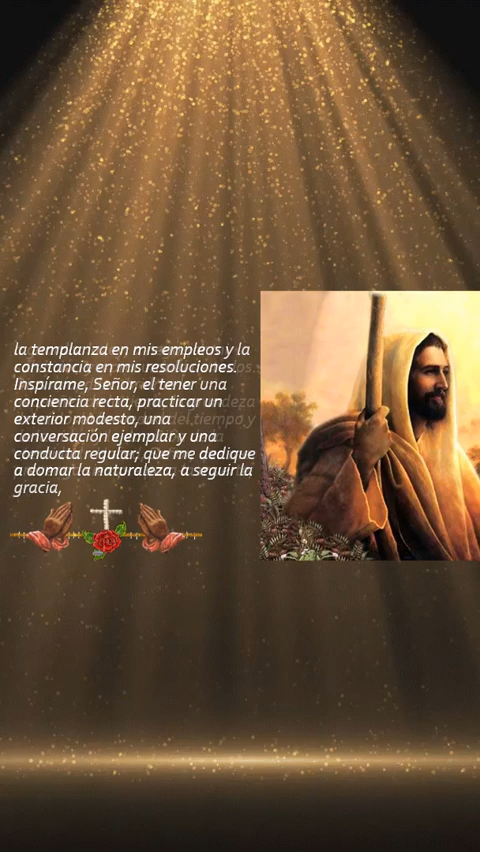 la templanza en mis empleos y la
constancia en mis resoluciones.
Inspírame, Señor, el tener una
conciencia recta, practicar un
exterior modesto, una
conversación ejemplar y una
conducta regular; que me dedique
a domar la naturaleza, a seguir la
gracia,